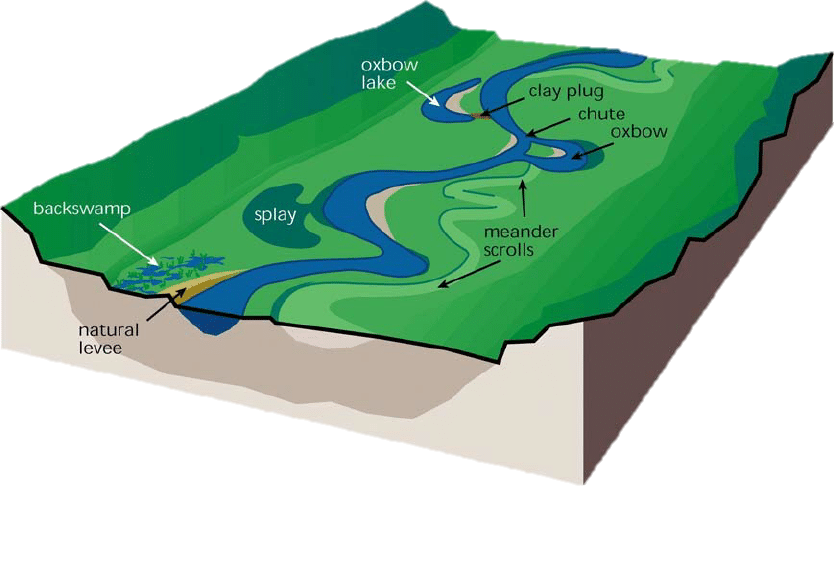 oxbow
lake
clay plug
chute
oxbow
backswamp
splay
meander
scrolls
natural
levee